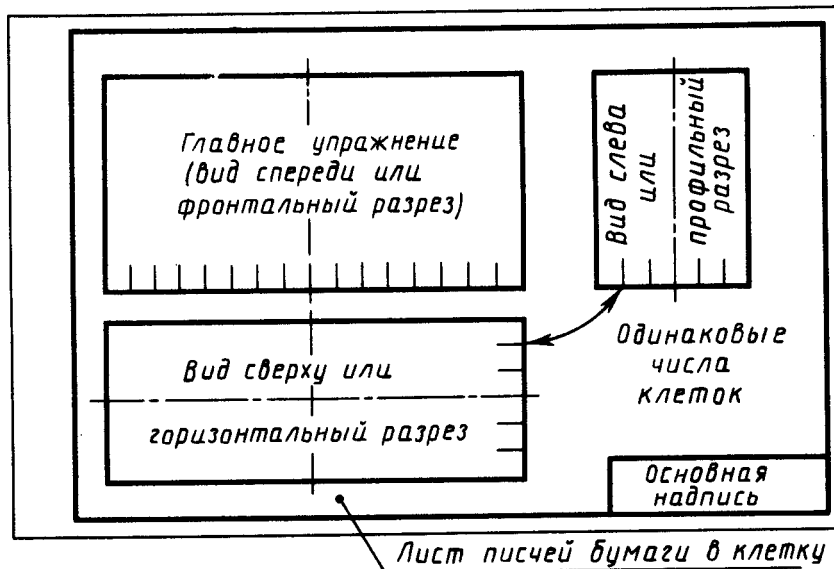 Главное упражнение
(вид спереди или
фронтальный разрез)
Вид слева
или
профильный
разрез
Вид сверху или
горизонтальный разрез
Одинаковые
числа
клеток
Основная
надпись
Лист писчей бумаги в клетку